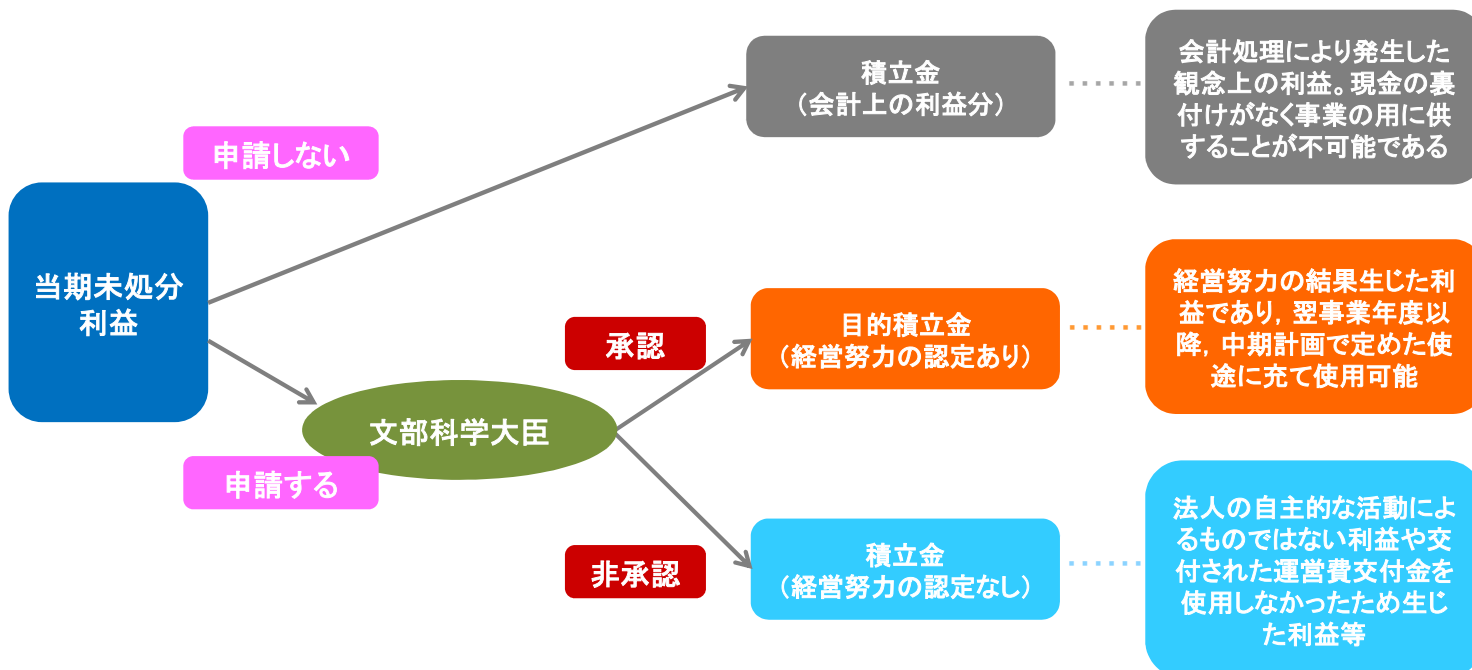 積立金
（会計上の利益分）
会計処理により発生した
観念上の利益。現金の裏
付けがなく事業の用に供
することが不可能である
申請しない
当期未処分
利益
承認
目的積立金
（経営努力の認定あり）
経営努力の結果生じた利
益であり，翌事業年度以
降，中期計画で定めた使
途に充て使用可能
文部科学大臣
申請する
非承認
積立金
（経営努力の認定なし）
法人の自主的な活動によ
るものではない利益や交
付された運営費交付金を
使用しなかったため生じ
た利益等